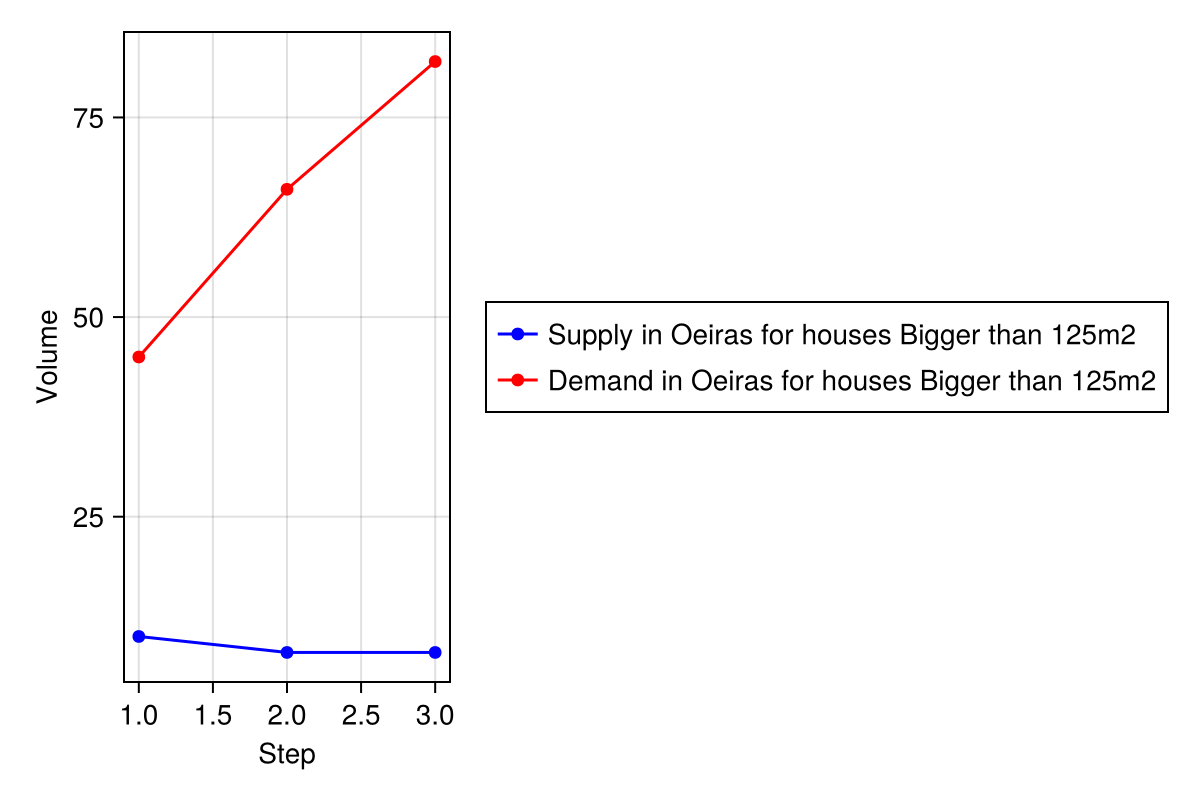 75
50
25
Volume
1.0 1.5 2.0 2.5 3.0
Step
Supply in Oeiras for houses Bigger than 125m2
Demand in Oeiras for houses Bigger than 125m2